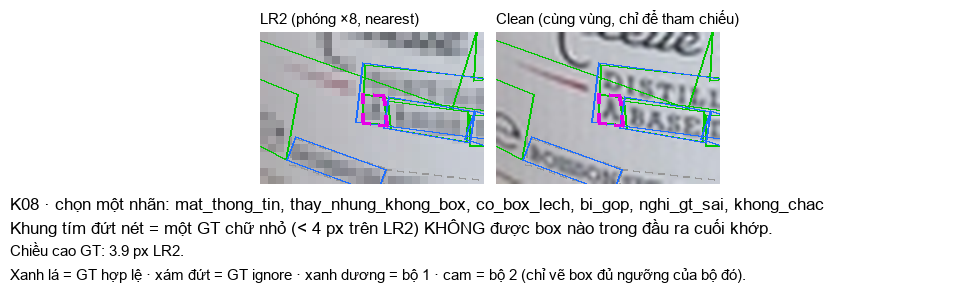 LR2 (phóng ×8, nearest)
Clean (cùng vùng, chỉ để tham chiếu)
DISTILL
A BASE D
K08 · chọn một nhãn: mat_thong_tin, thay_nhung_khong_box, co_box_lech, bi_gop, nghi_gt_sai, khong_chac
Khung tím đứt nét = một GT chữ nhỏ (< 4 px trên LR2) KHÔNG được box nào trong đầu ra cuối khớp.
Chiều cao GT: 3.9 px LR2.
Xanh lá = GT hợp lệ · xám đứt = GT ignore · xanh dương = bộ 1 · cam = bộ 2 (chỉ vẽ box đủ ngưỡng của bộ đó).